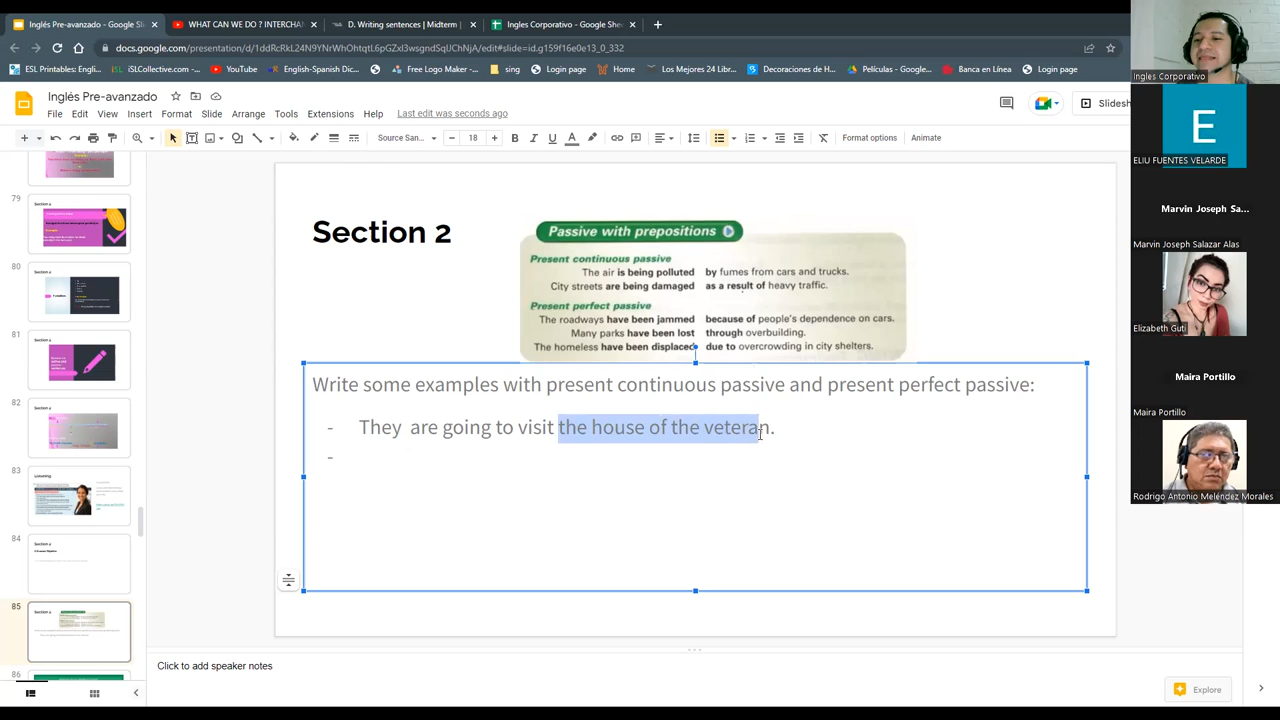 Inglés Pre-avanzado - Google Sli
WHAT CAN WE DO ? INTERCHAN
D. Writing sentences | Midterm |
Ingles Corporativo - Google She
docs.google.com/presentation/d/1ddRcRkL24N9YNrWhOhtqtL6pGZxI3wsgndSqlJChNjA/edit#slide=id.g159f16e0e13_0_332
ESL Printables: Engli...
iSLCollective.com -...
YouTube
English-Spanish Dic...
Free Logo Maker -...
sing
Login page
Home
Los Mejores 24 Libr...
Decoraciones de H...
Películas - Google...
Banca en Línea
Login page
Inglés Pre-avanzado
File Edit View Insert Format Slide Arrange Tools Extensions Help Last edit was seconds ago
Slidesh
Source San... 18 Format options Animate
79
80
81
82
83
84
85
86
Section 2
Passive with prepositions
Present continuous passive
The air is being polluted by fumes from cars and trucks.
City streets are being damaged as a result of heavy traffic.
Present perfect passive
The roadways have been jammed because of people's dependence on cars.
Many parks have been lost through overbuilding.
The homeless have been displaced due to overcrowding in city shelters.
Write some examples with present continuous passive and present perfect passive:
- They are going to visit the house of the veteran.
-
Click to add speaker notes
Explore
Ingles Corporativo
E
ELIU FUENTES VELARDE
Marvin Joseph Sa...
Marvin Joseph Salazar Alas
Elizabeth Guti
Maira Portillo
Maira Portillo
Rodrigo Antonio Meléndez Morales